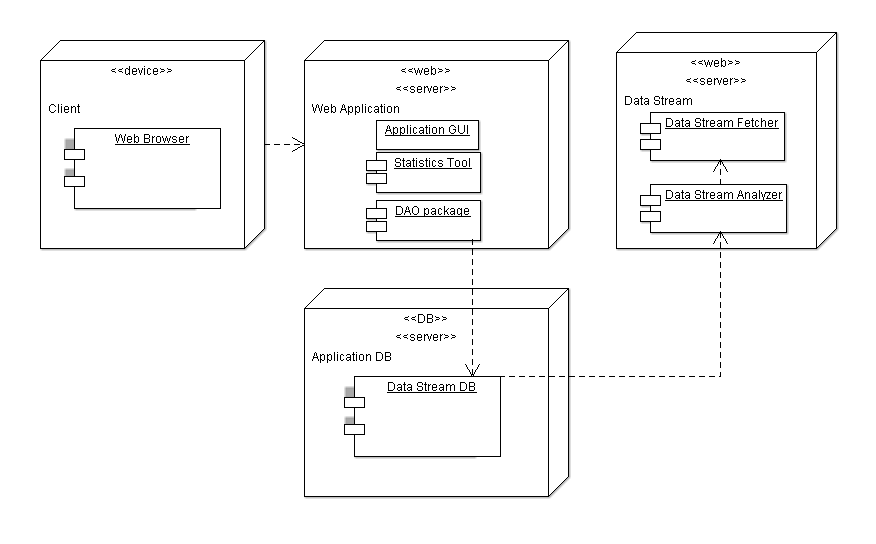 <<device>>
Client
Web Browser
<<web>>
<<server>>
Web Application
Application GUI
Statistics Tool
DAO package
<<web>>
<<server>>
Data Stream
Data Stream Fetcher
Data Stream Analyzer
<<DB>>
<<server>>
Application DB
Data Stream DB